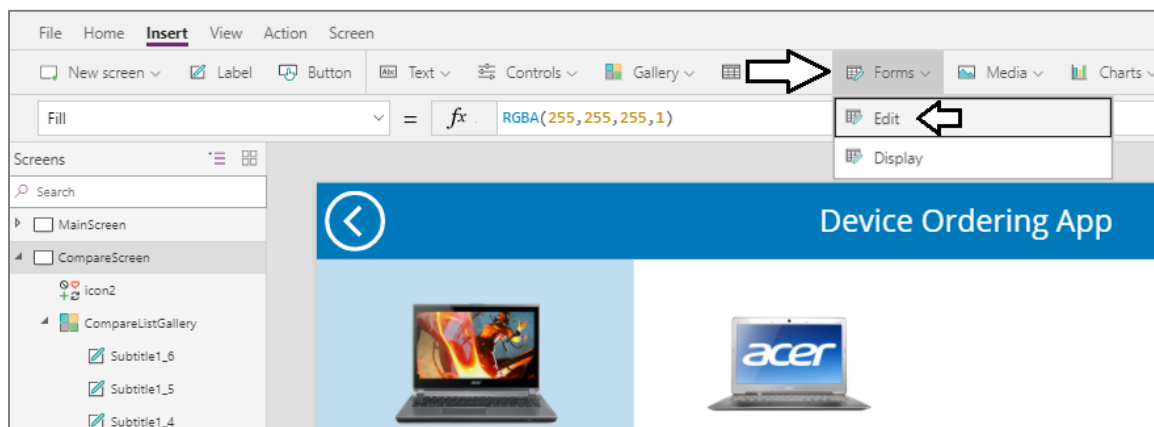 File Home Insert View Action Screen
New screen Label Button Abc Text Controls Gallery Forms Media Charts
Fill = fx RGBA(255,255,255,1)
Edit
Display
Screens
Search
MainScreen
CompareScreen
icon2
CompareListGallery
Subtitle1_6
Subtitle1_5
Subtitle1_4
Device Ordering App
acer